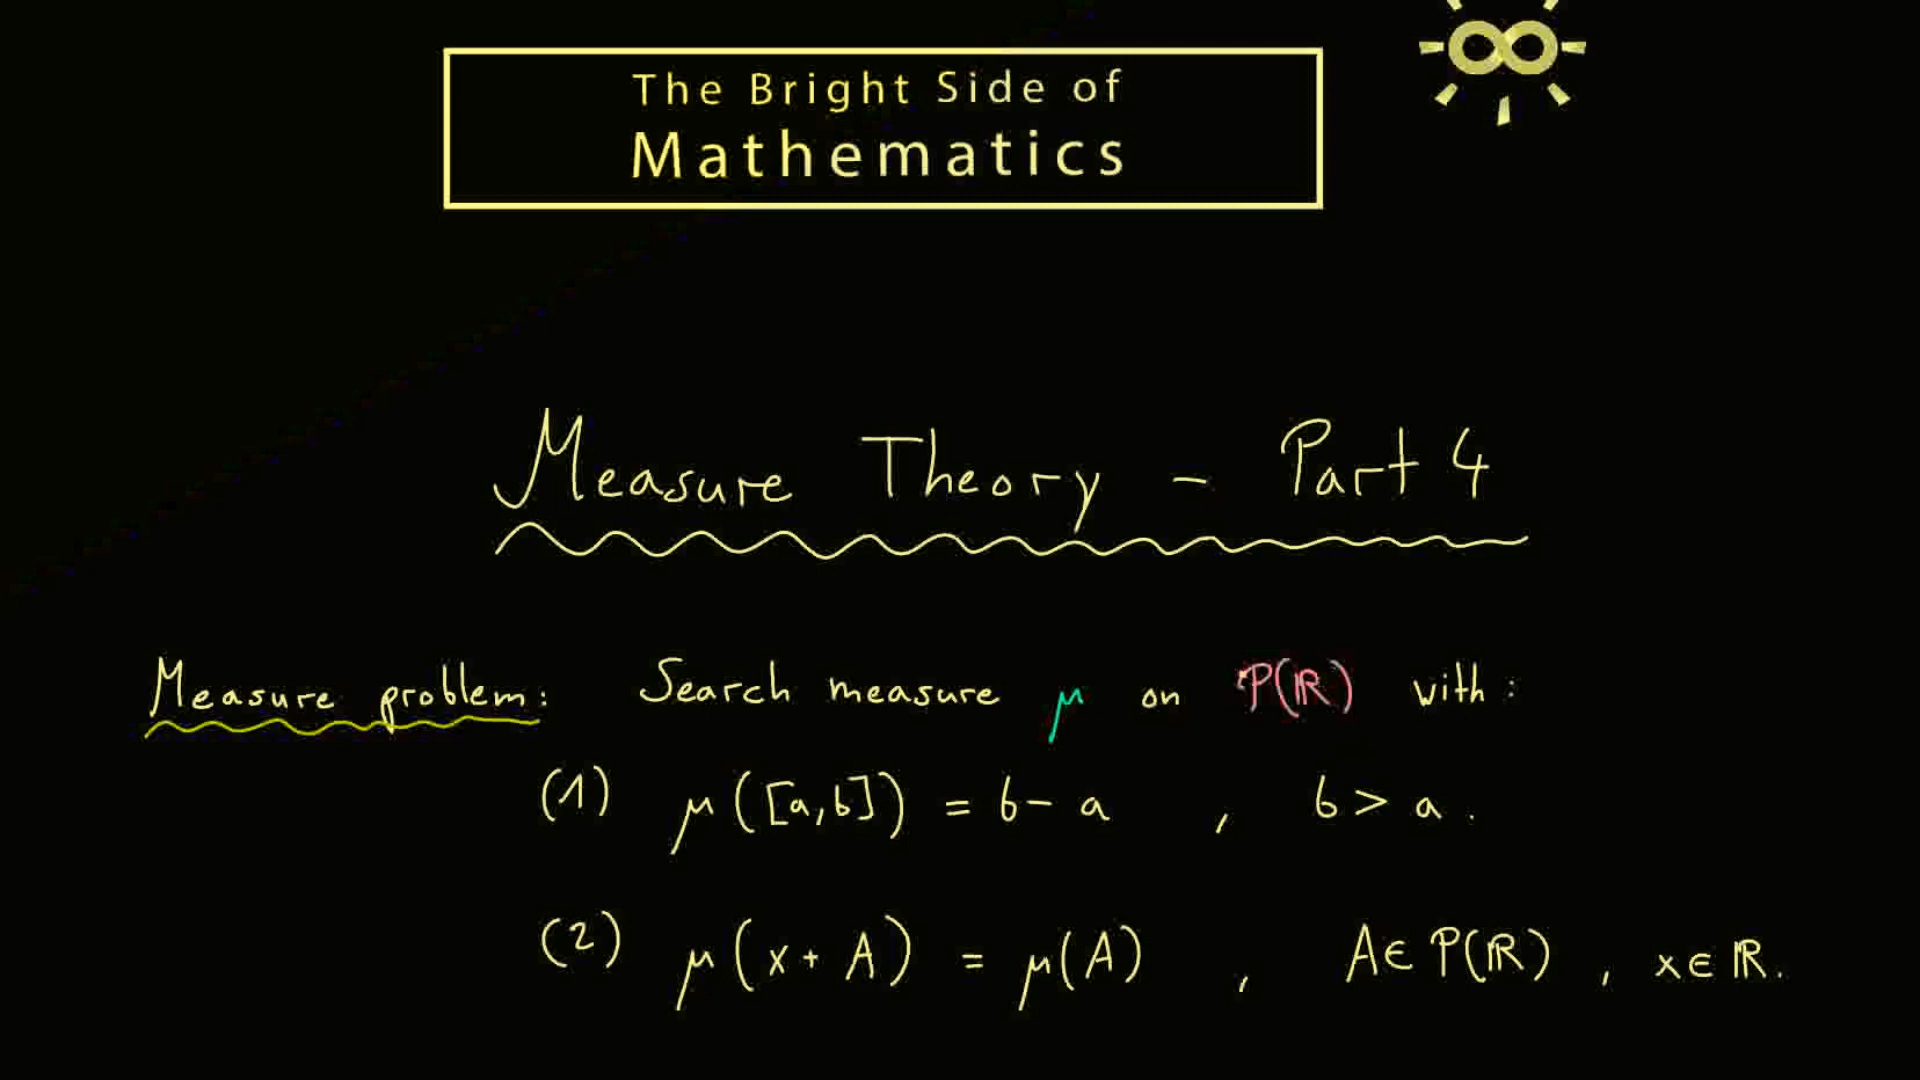 The Bright Side of
Mathematics
Measure Theory - Part 4
Measure problem: Search measure μ on P(ℝ) with:
(1) μ([a,b]) = b - a , b > a .
(2) μ(x + A) = μ(A) , A ∈ P(ℝ) , x ∈ ℝ.